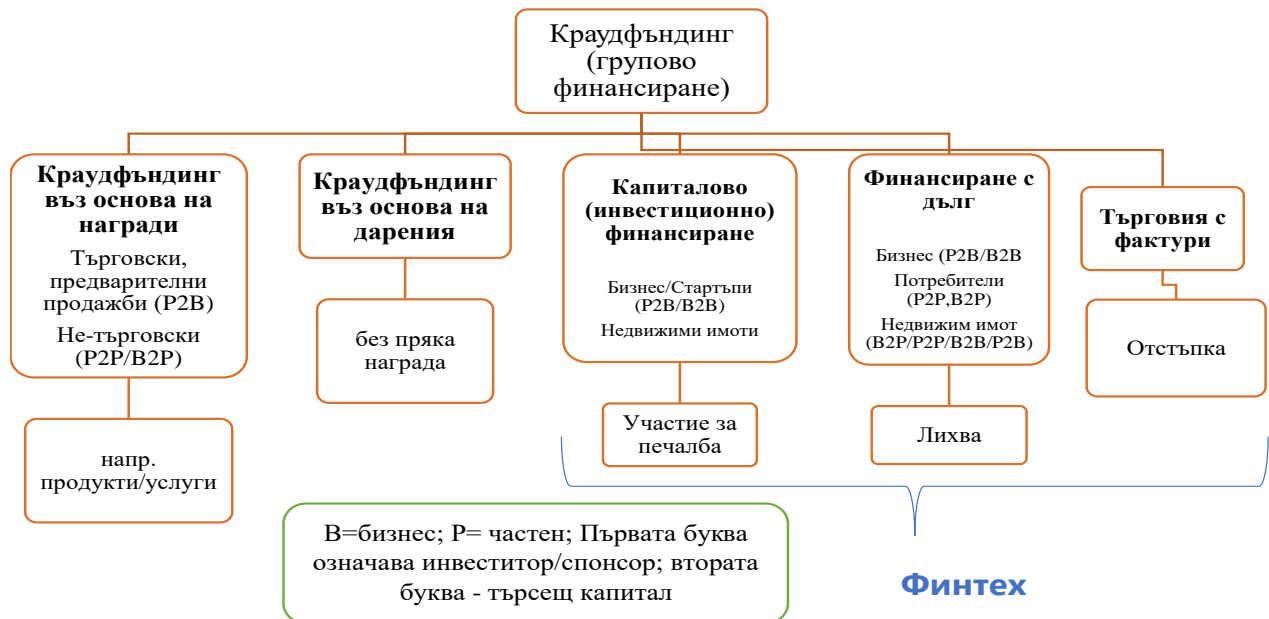 Краудфъндинг
(групово
финансиране)
Краудфъндинг
въз основа на
награди
Търговски,
предварителни
продажби (P2B)
Не-търговски
(P2P/B2P)
напр.
продукти/услуги
Краудфъндинг
въз основа на
дарения
без пряка
награда
Капиталово
(инвестиционно)
финансиране
Бизнес/Стартъпи
(P2B/B2B)
Недвижими имоти
Участие за
печалба
Финансиране с
дълг
Бизнес (P2B/B2B
Потребители
(P2P,B2P)
Недвижим имот
(B2P/P2P/B2B/P2B)
Лихва
Търговия с
фактури
Отстъпка
B=бизнес; P= частен; Първата буква
означава инвеститор/спонсор; втората
буква - търсещ капитал
Финтех